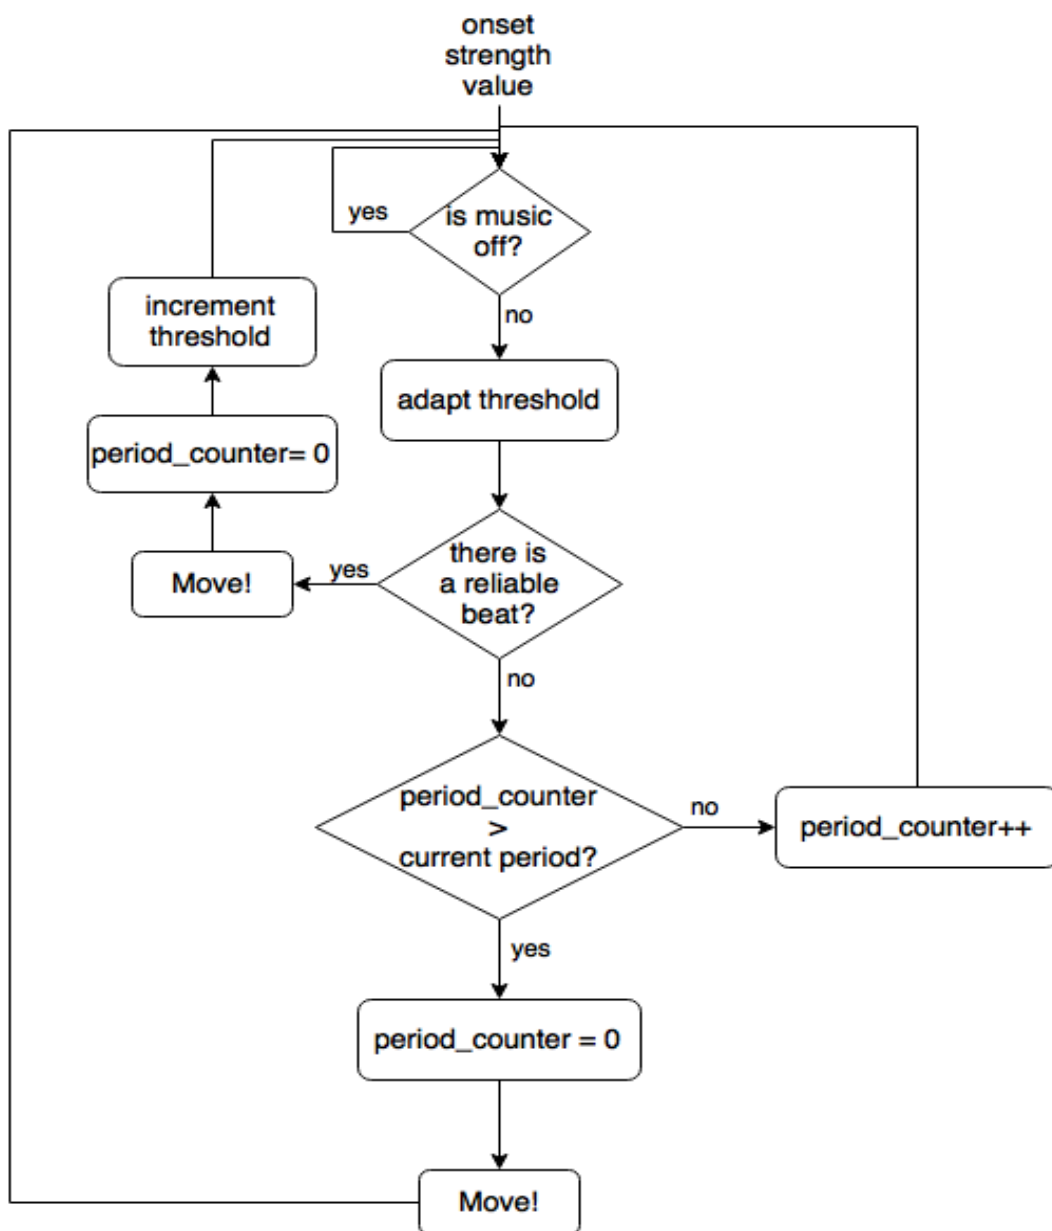 onset
strength
value
yes
is music
off?
no
increment
threshold
adapt threshold
period_counter= 0
there is
a reliable
beat?
yes
Move!
no
period_counter
>
current period?
no
period_counter++
yes
period_counter = 0
Move!